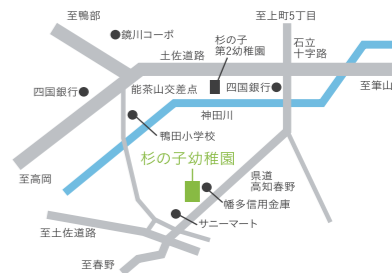 至鴨部
至上町5丁目
鏡川コーポ
杉の子
第2幼稚園
石立
十字路
土佐道路
四国銀行
能茶山交差点
四国銀行
至筆山
神田川
鴨田小学校
杉の子幼稚園
至高岡
県道
高知春野
幡多信用金庫
サニーマート
至土佐道路
至春野